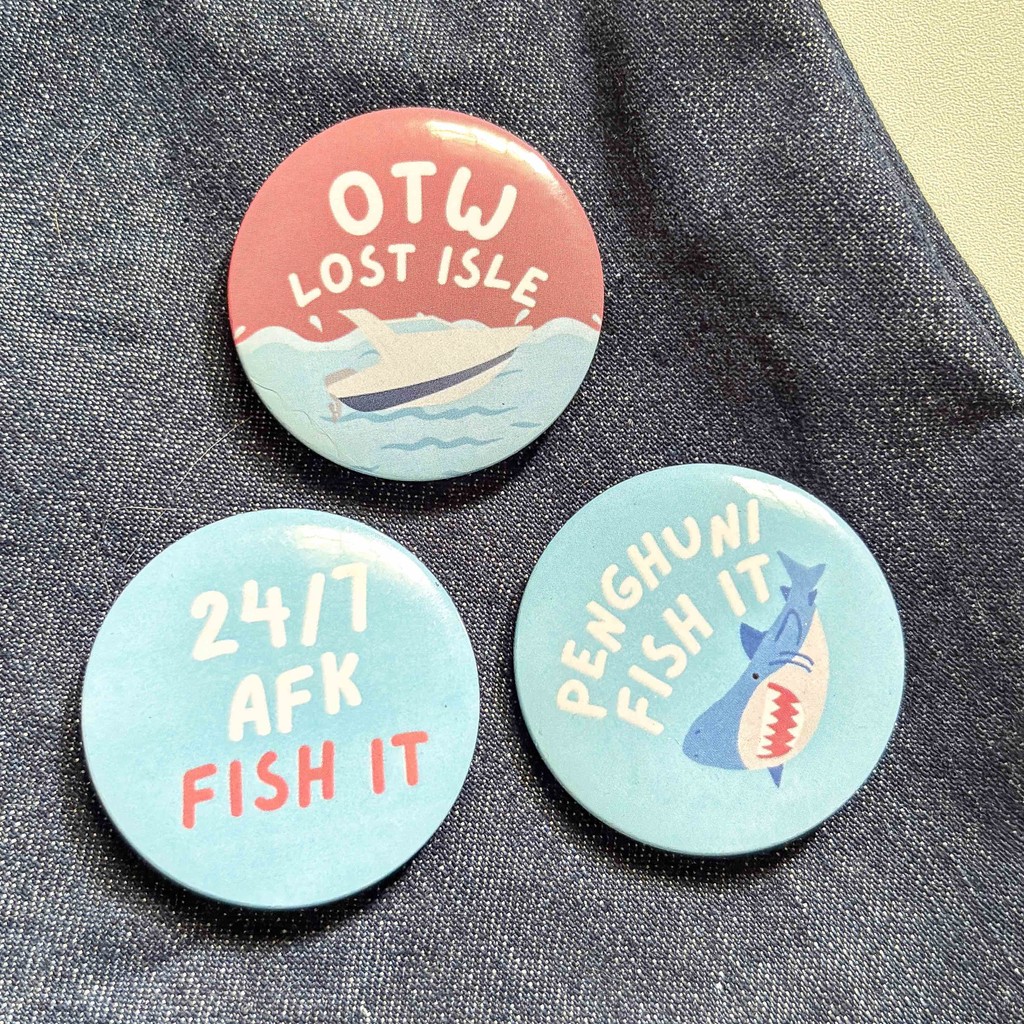 OTW
LOST ISLE
24/7
AFK
FISH IT
PENGHUNI
FISH IT